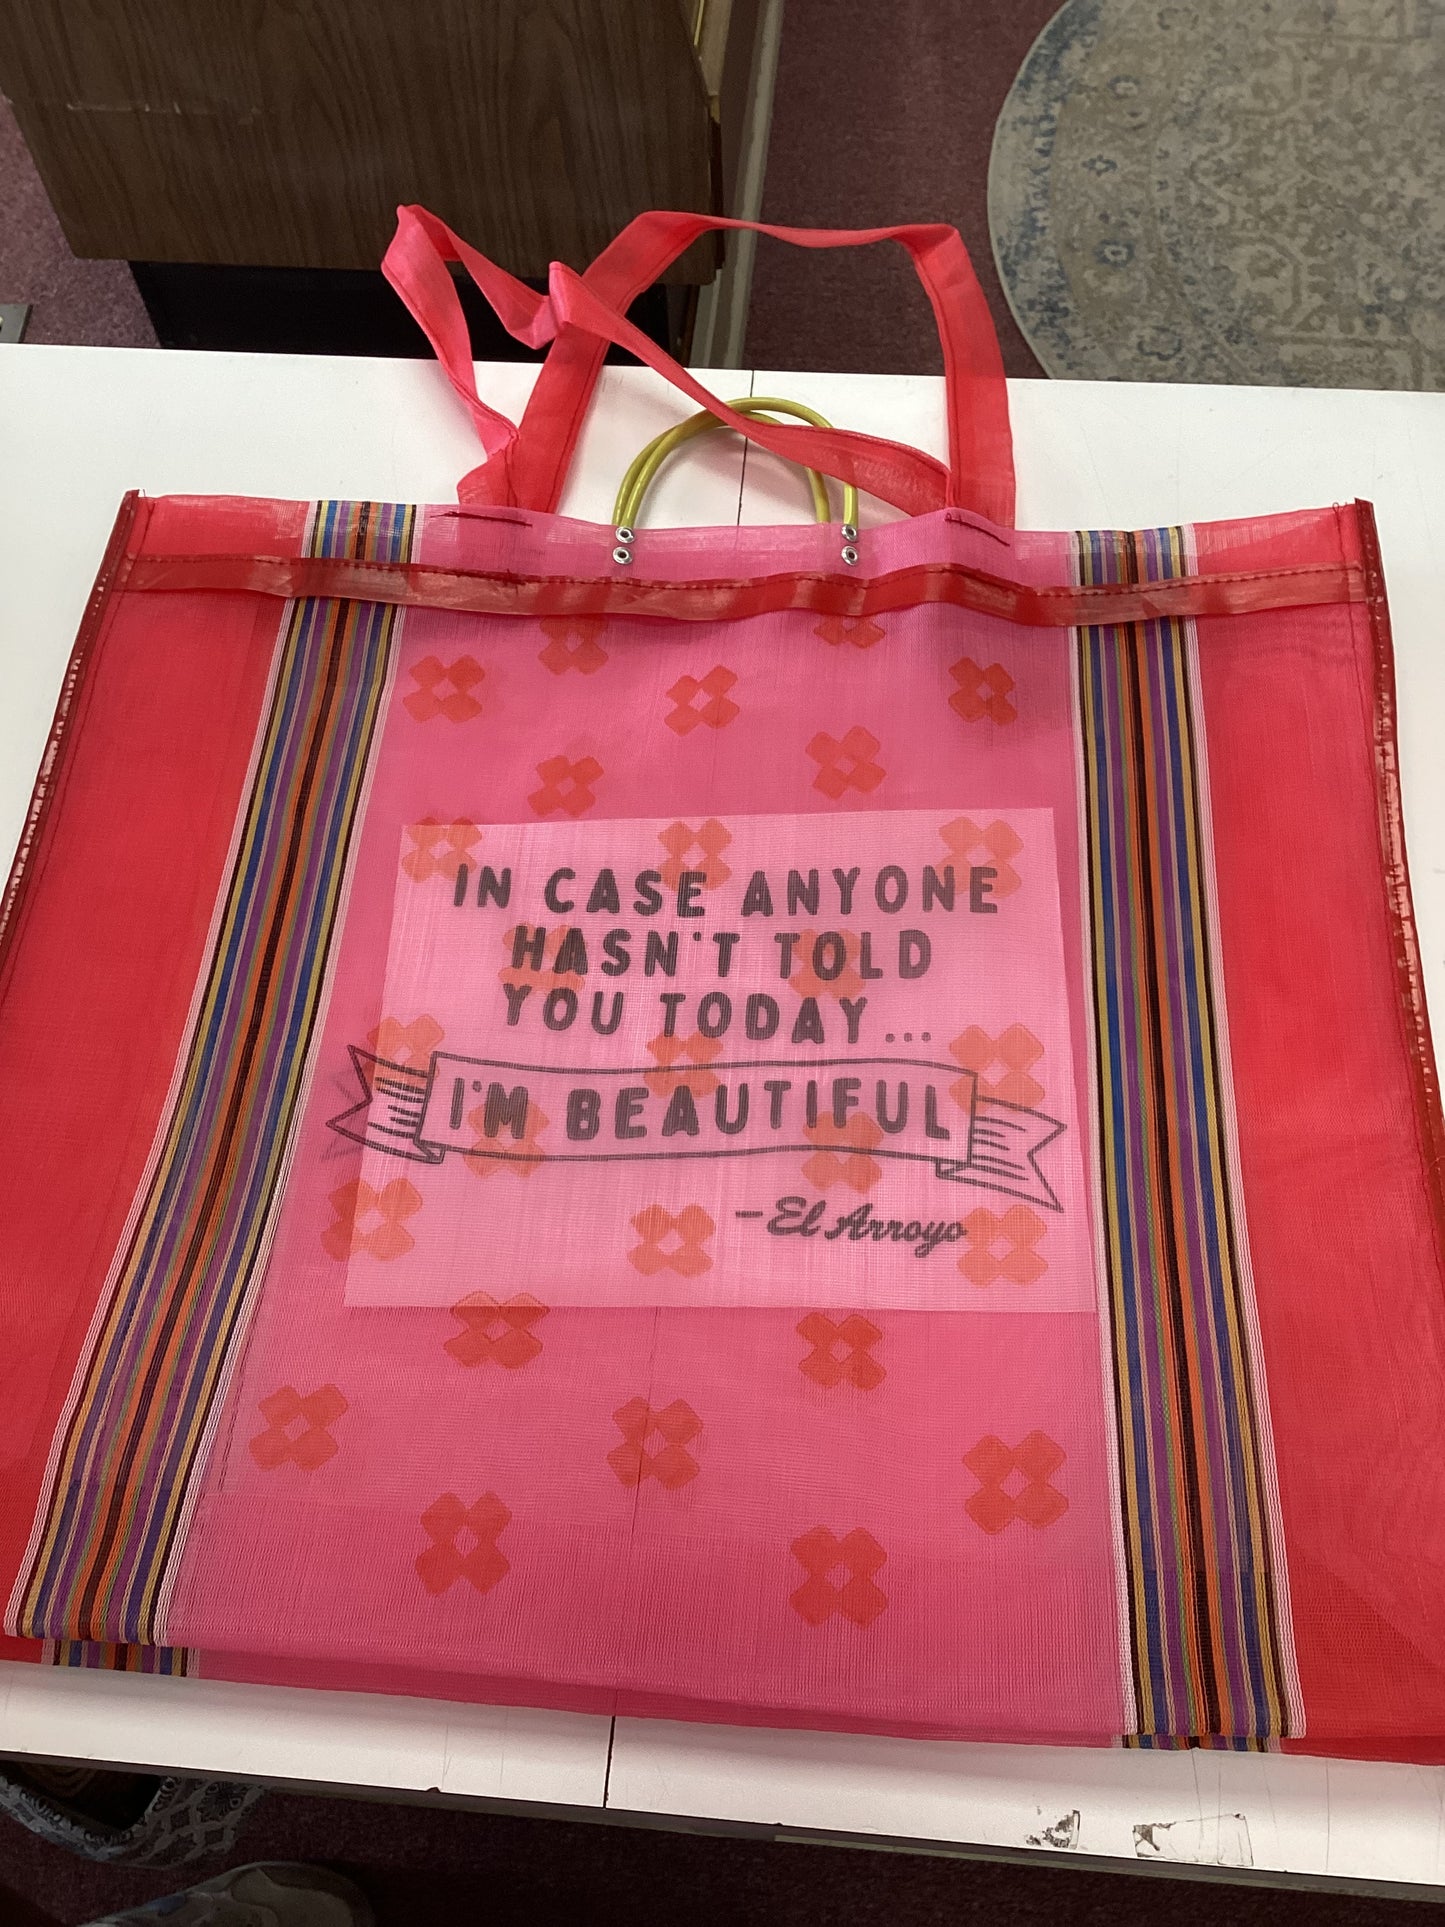 IN CASE ANYONE
HASN'T TOLD
YOU TODAY...
I'M BEAUTIFUL
-El Arroyo